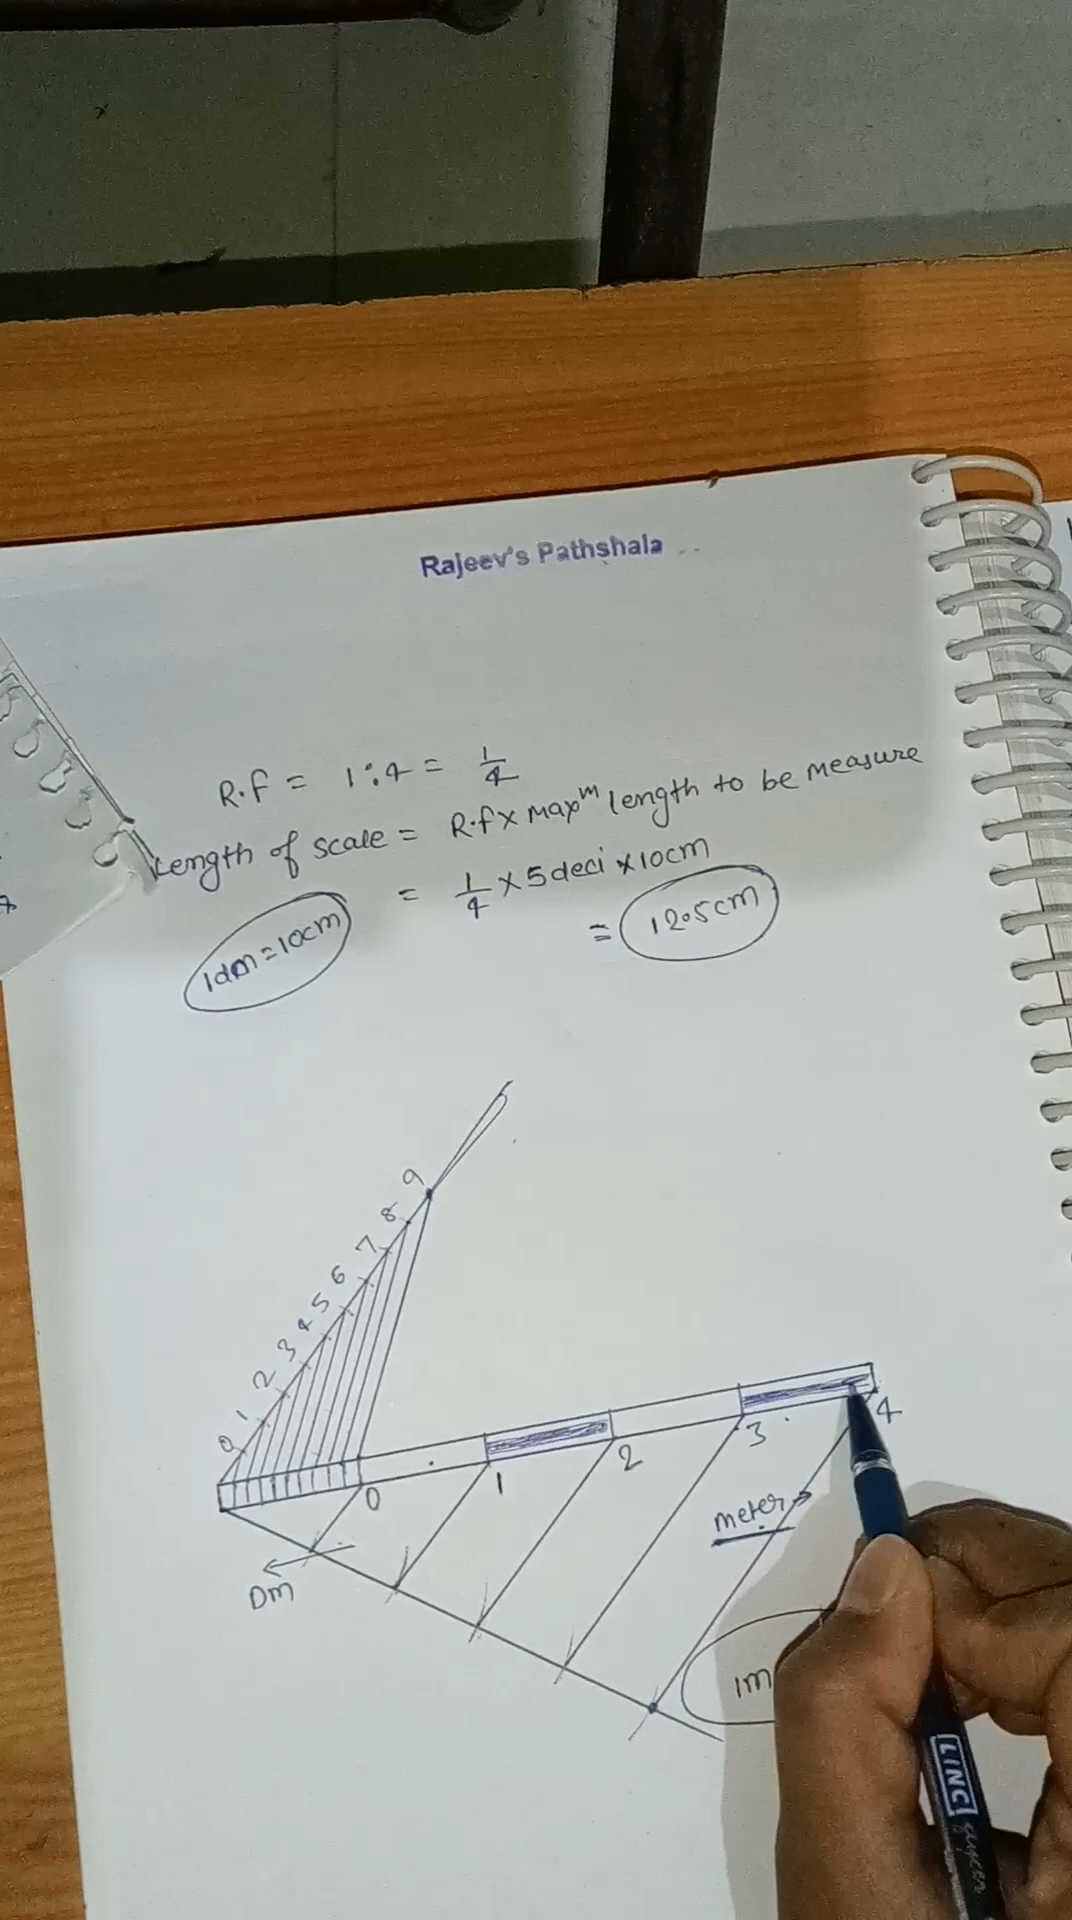 Rajeev's Pathshala
R.f = 1:4 = 1/4
Length of scale = R.f x maxᵐ length to be measure
= 1/4 x 5 deci x 10cm
1dm = 10cm
= 12.5cm
9
8
7
6
5
4
3
2
1
0
0 1 2 3 4
Dm
meter
1m
LINC